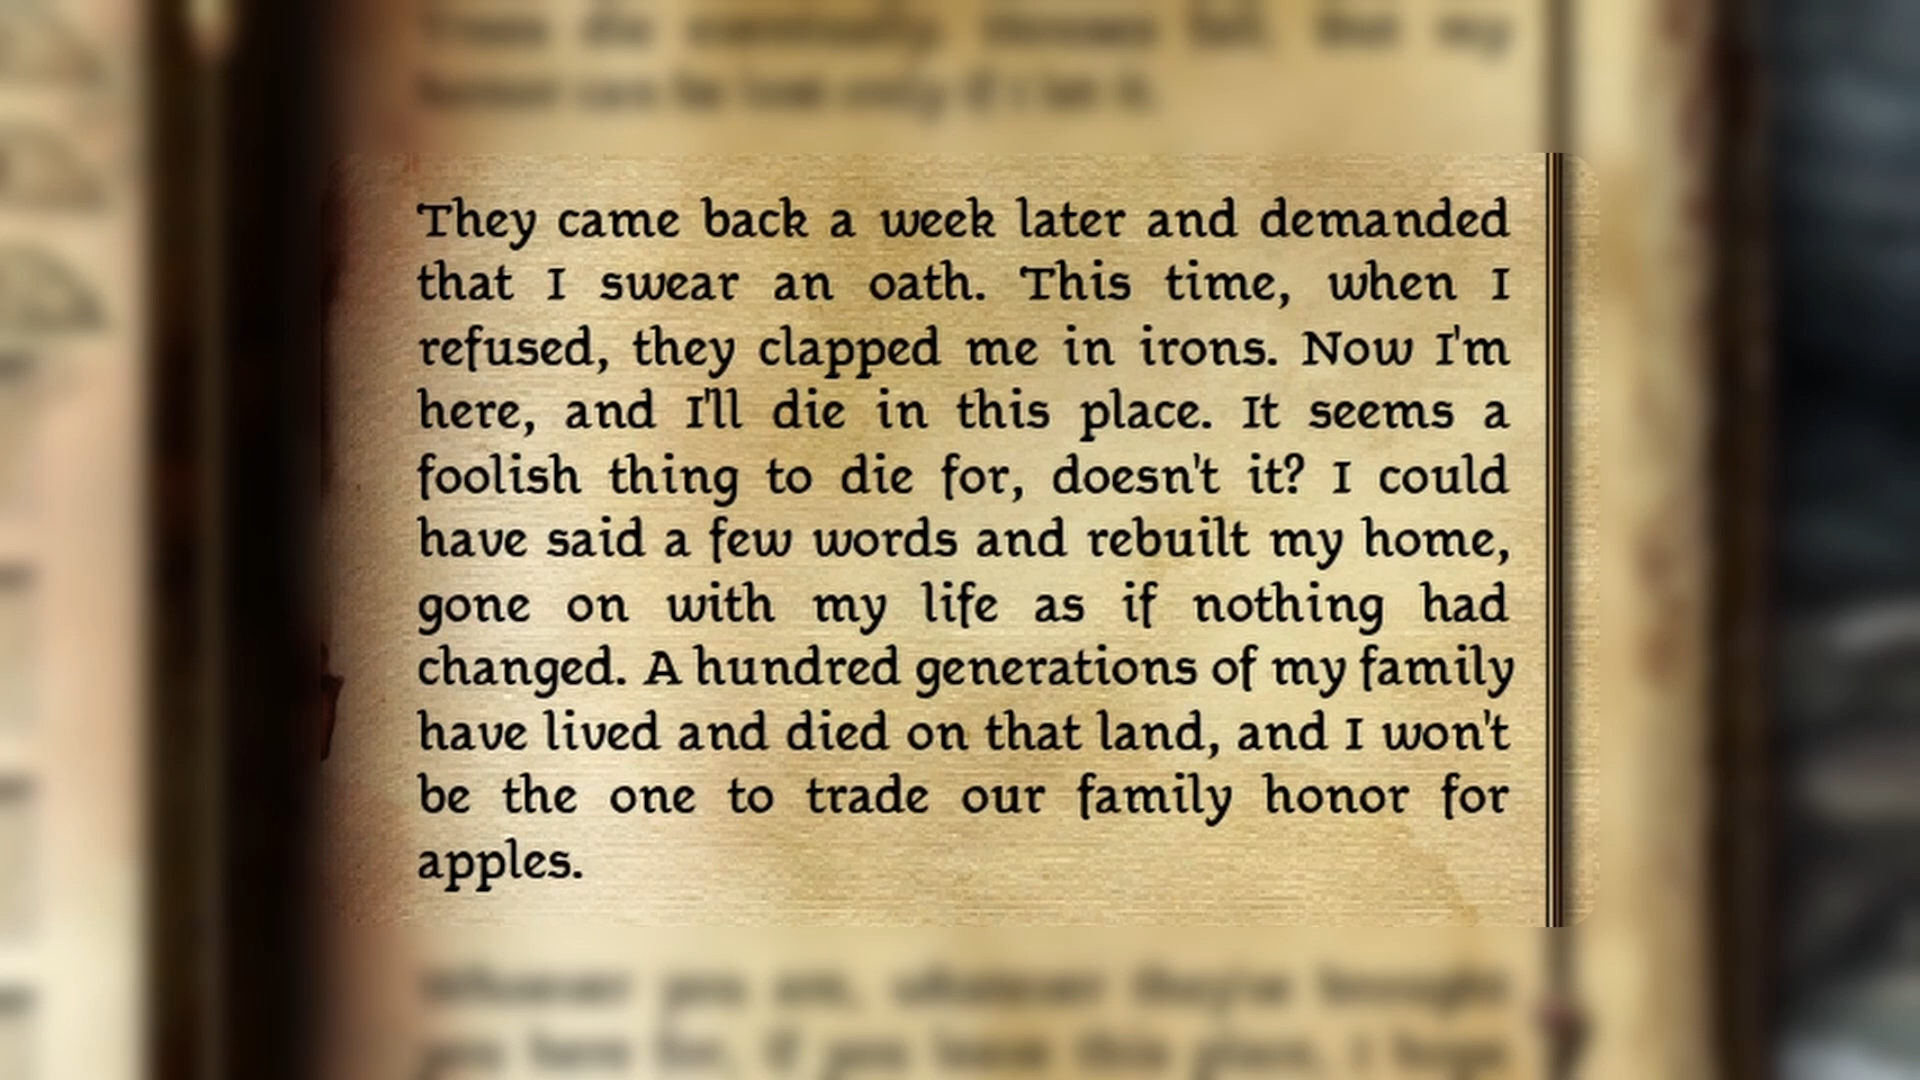 They came back a week later and demanded
that I swear an oath. This time, when I
refused, they clapped me in irons. Now I'm
here, and I'll die in this place. It seems a
foolish thing to die for, doesn't it? I could
have said a few words and rebuilt my home,
gone on with my life as if nothing had
changed. A hundred generations of my family
have lived and died on that land, and I won't
be the one to trade our family honor for
apples.